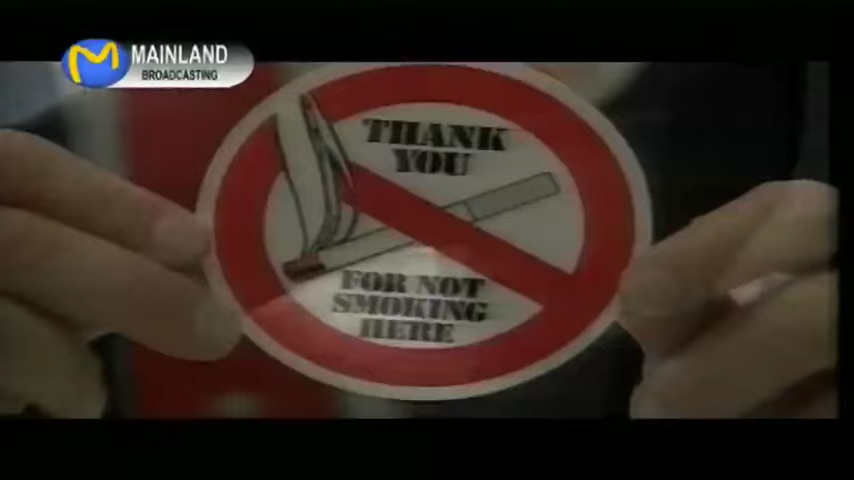 MAINLAND
BROADCASTING
THANK
YOU
FOR NOT
SMOKING
HERE